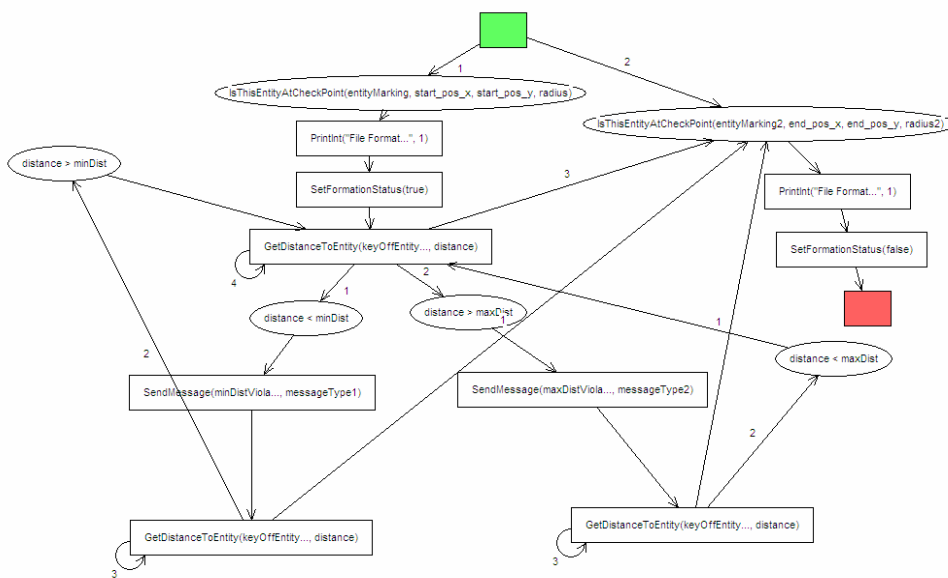 1
2
IsThisEntityAtCheckPoint(entityMarking, start_pos_x, start_pos_y, radius)
IsThisEntityAtCheckPoint(entityMarking2, end_pos_x, end_pos_y, radius2)
PrintInt("File Format...", 1)
distance > minDist
3
SetFormationStatus(true)
PrintInt("File Format...", 1)
GetDistanceToEntity(keyOffEntity..., distance)
SetFormationStatus(false)
4
1
2
distance < minDist
distance > maxDist
1
1
2
distance < maxDist
SendMessage(minDistViola..., messageType1)
SendMessage(maxDistViola..., messageType2)
2
GetDistanceToEntity(keyOffEntity..., distance)
GetDistanceToEntity(keyOffEntity..., distance)
3
3